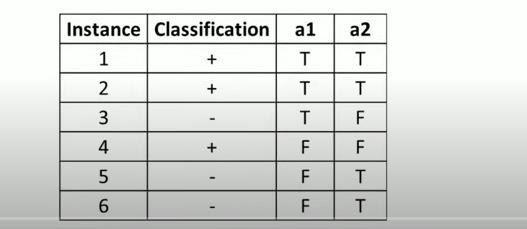 Instance Classification a1 a2
1 + T T
2 + T T
3 - T F
4 + F F
5 - F T
6 - F T